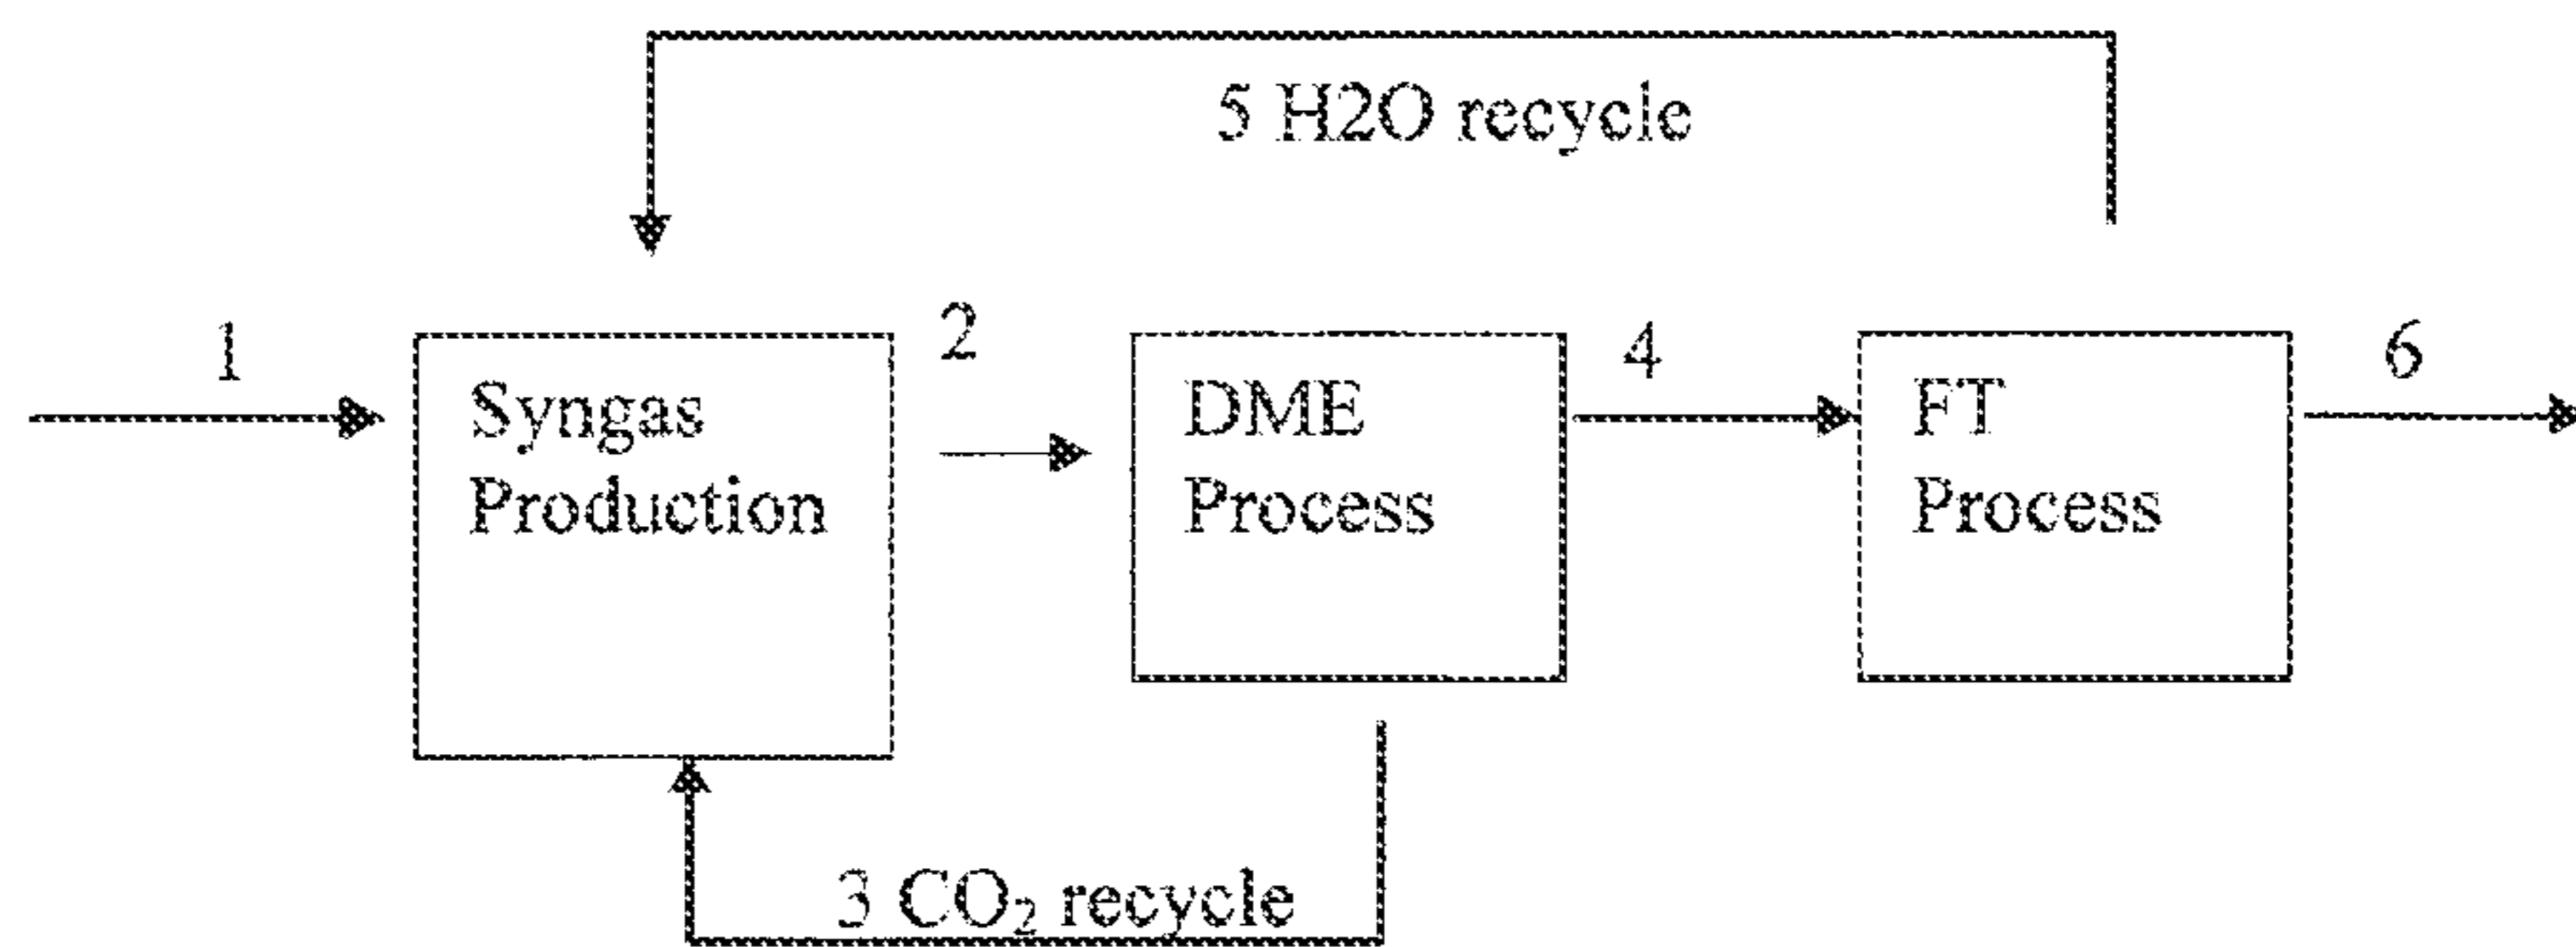 5 H2O recycle
1
2
4
6
Syngas
Production
DME
Process
FT
Process
3 CO₂ recycle